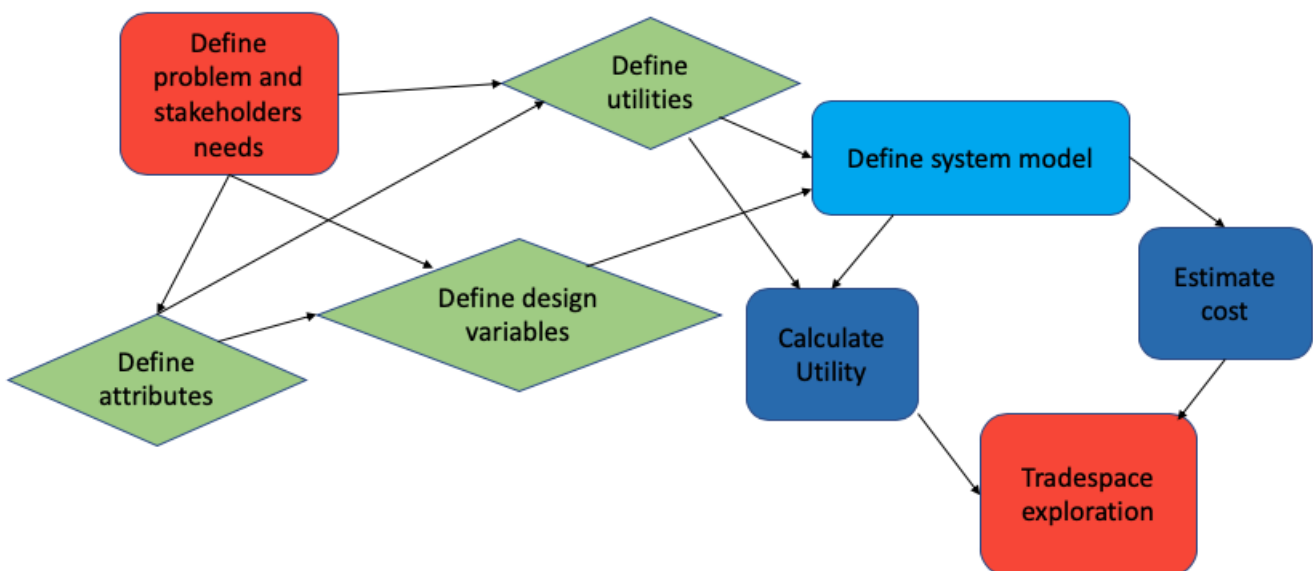 Define
problem and
stakeholders
needs
Define
utilities
Define system model
Define design
variables
Estimate
cost
Calculate
Utility
Define
attributes
Tradespace
exploration